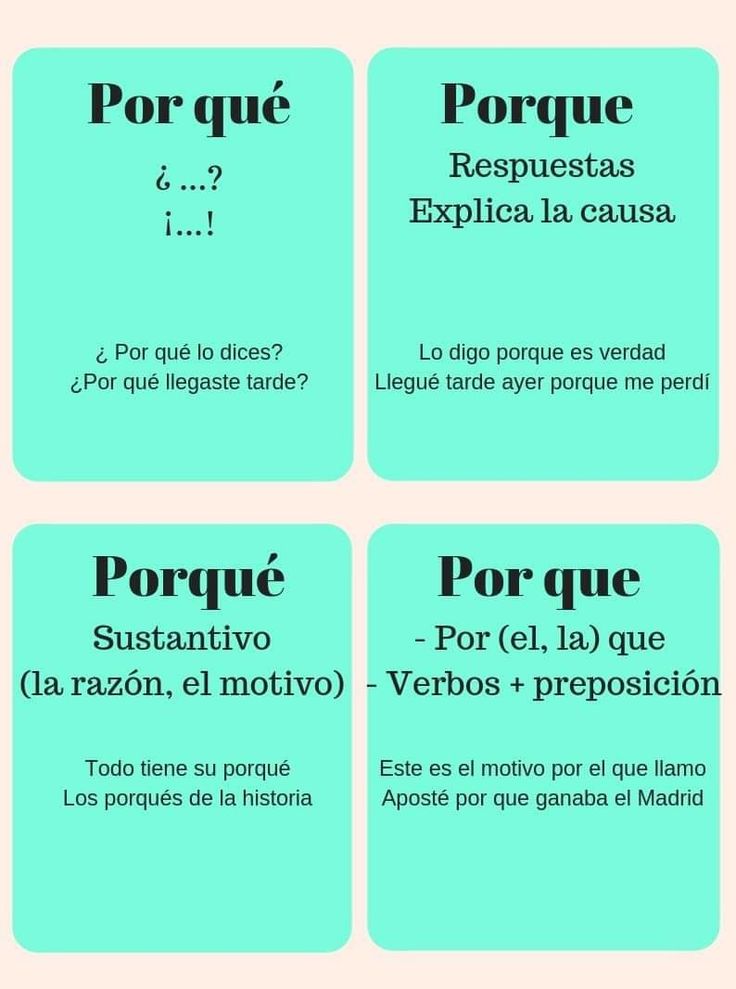 Por qué
¿ ...?
¡...!
¿ Por qué lo dices?
¿Por qué llegaste tarde?
Porque
Respuestas
Explica la causa
Lo digo porque es verdad
Llegué tarde ayer porque me perdí
Porqué
Sustantivo
(la razón, el motivo)
Todo tiene su porqué
Los porqués de la historia
Por que
- Por (el, la) que
- Verbos + preposición
Este es el motivo por el que llamo
Aposté por que ganaba el Madrid